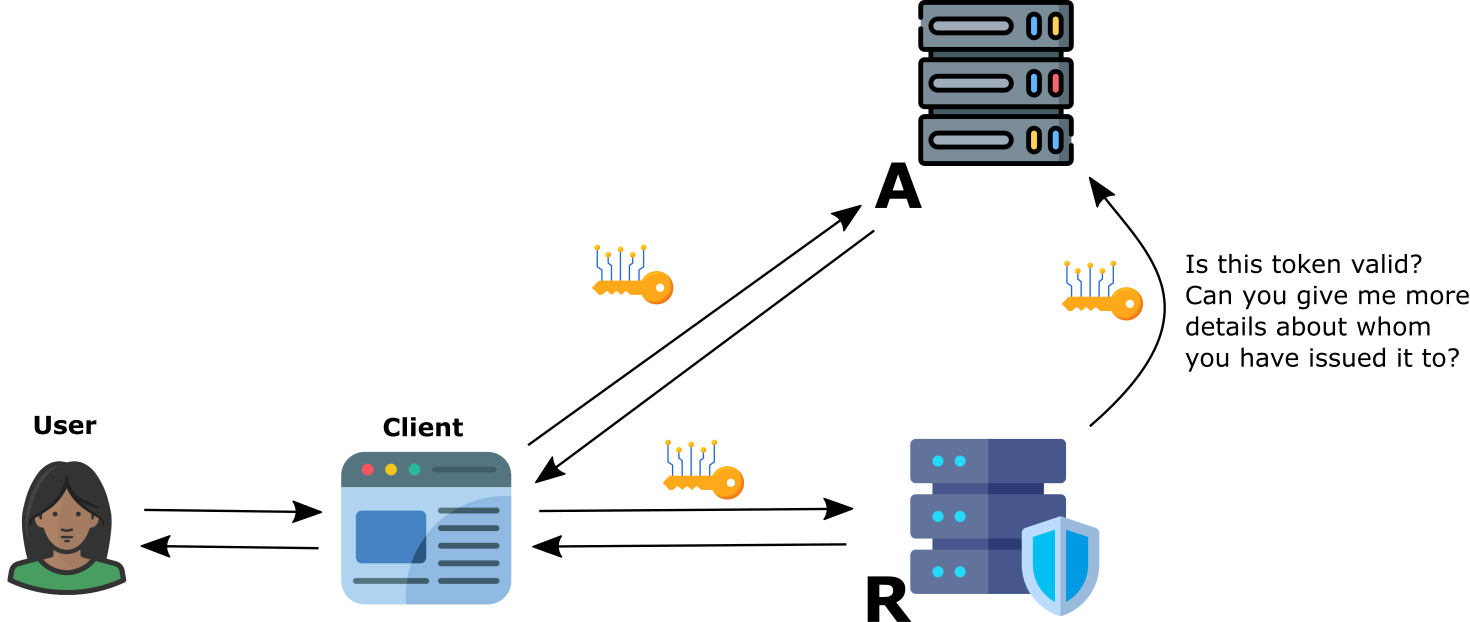 A
Is this token valid?
Can you give me more
details about whom
you have issued it to?
User
Client
R